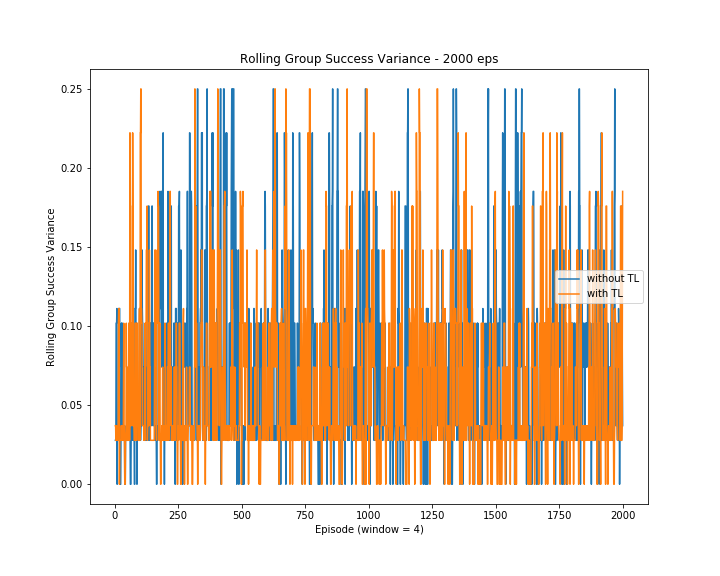 Rolling Group Success Variance - 2000 eps
0.25
0.20
0.15
0.10
0.05
0.00
Rolling Group Success Variance
without TL
with TL
0 250 500 750 1000 1250 1500 1750 2000
Episode (window = 4)